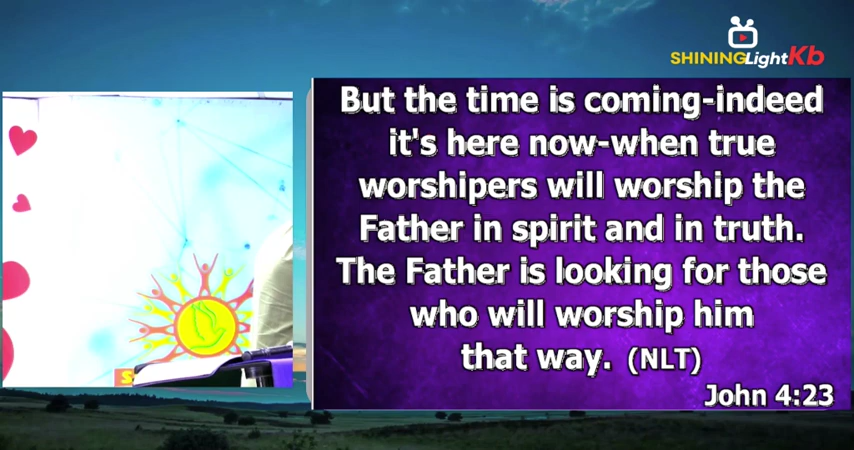 SHININGLightKb
But the time is coming-indeed
it's here now-when true
worshipers will worship the
Father in spirit and in truth.
The Father is looking for those
who will worship him
that way. (NLT)
John 4:23
S